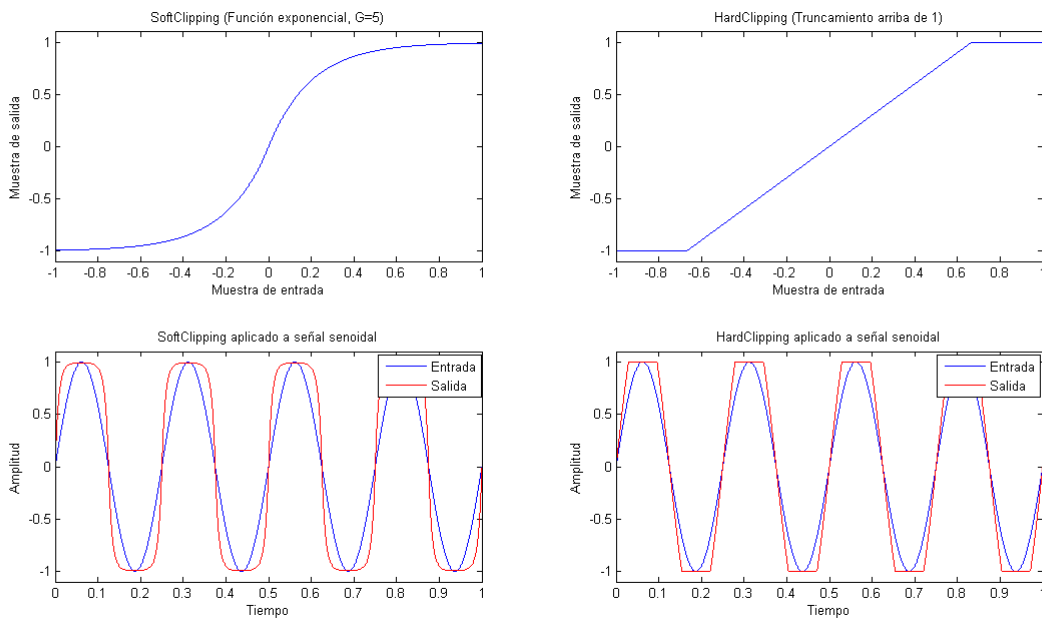 SoftClipping (Función exponencial, G=5)
1
0.5
0
-0.5
-1
Muestra de salida
-1 -0.8 -0.6 -0.4 -0.2 0 0.2 0.4 0.6 0.8 1
Muestra de entrada
HardClipping (Truncamiento arriba de 1)
1
0.5
0
-0.5
-1
Muestra de salida
-1 -0.8 -0.6 -0.4 -0.2 0 0.2 0.4 0.6 0.8 1
Muestra de entrada
SoftClipping aplicado a señal senoidal
1
0.5
0
-0.5
-1
Amplitud
Entrada
Salida
0 0.1 0.2 0.3 0.4 0.5 0.6 0.7 0.8 0.9 1
Tiempo
HardClipping aplicado a señal senoidal
1
0.5
0
-0.5
-1
Amplitud
Entrada
Salida
0 0.1 0.2 0.3 0.4 0.5 0.6 0.7 0.8 0.9 1
Tiempo